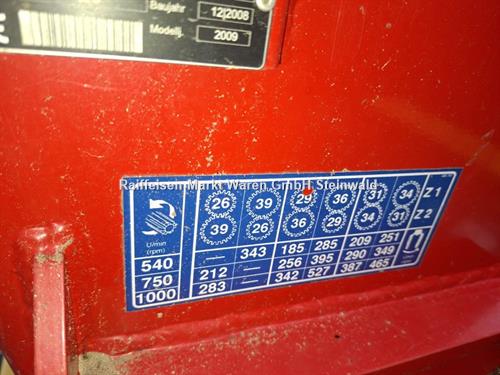 Baujahr 12|2008
Modellj. 2009
Raiffeisen Markt Waren GmbH Steinwald
26 39 29 36 31 34 Z 1
39 26 36 29 34 31 Z 2
U/min
(rpm)
540 — 343 185 285 209 251
750 212 — 256 395 290 349
1000 283 — 342 527 387 465